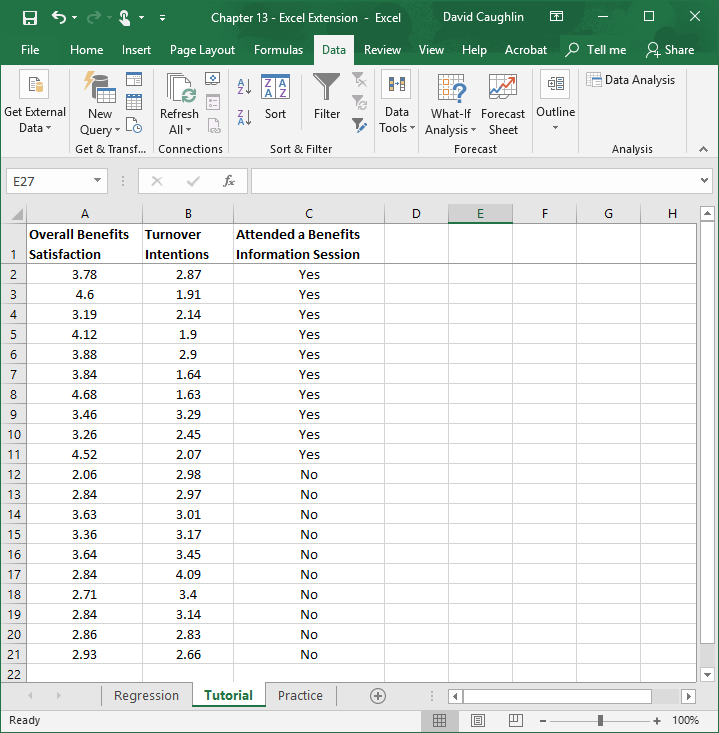 Chapter 13 - Excel Extension - Excel David Caughlin
File Home Insert Page Layout Formulas Data Review View Help Acrobat Tell me Share
Get External Data
New Query
Get & Transf...
Refresh All
Connections
A Z
Z A
Z A
A Z
Sort
Filter
Sort & Filter
Data Tools
What-If Analysis
Forecast Sheet
Forecast
Outline
Data Analysis
Analysis
E27 fx
A B C D E F G H
1 Overall Benefits Satisfaction Turnover Intentions Attended a Benefits Information Session
2 3.78 2.87 Yes
3 4.6 1.91 Yes
4 3.19 2.14 Yes
5 4.12 1.9 Yes
6 3.88 2.9 Yes
7 3.84 1.64 Yes
8 4.68 1.63 Yes
9 3.46 3.29 Yes
10 3.26 2.45 Yes
11 4.52 2.07 Yes
12 2.06 2.98 No
13 2.84 2.97 No
14 3.63 3.01 No
15 3.36 3.17 No
16 3.64 3.45 No
17 2.84 4.09 No
18 2.71 3.4 No
19 2.84 3.14 No
20 2.86 2.83 No
21 2.93 2.66 No
22
Regression Tutorial Practice
Ready 100%